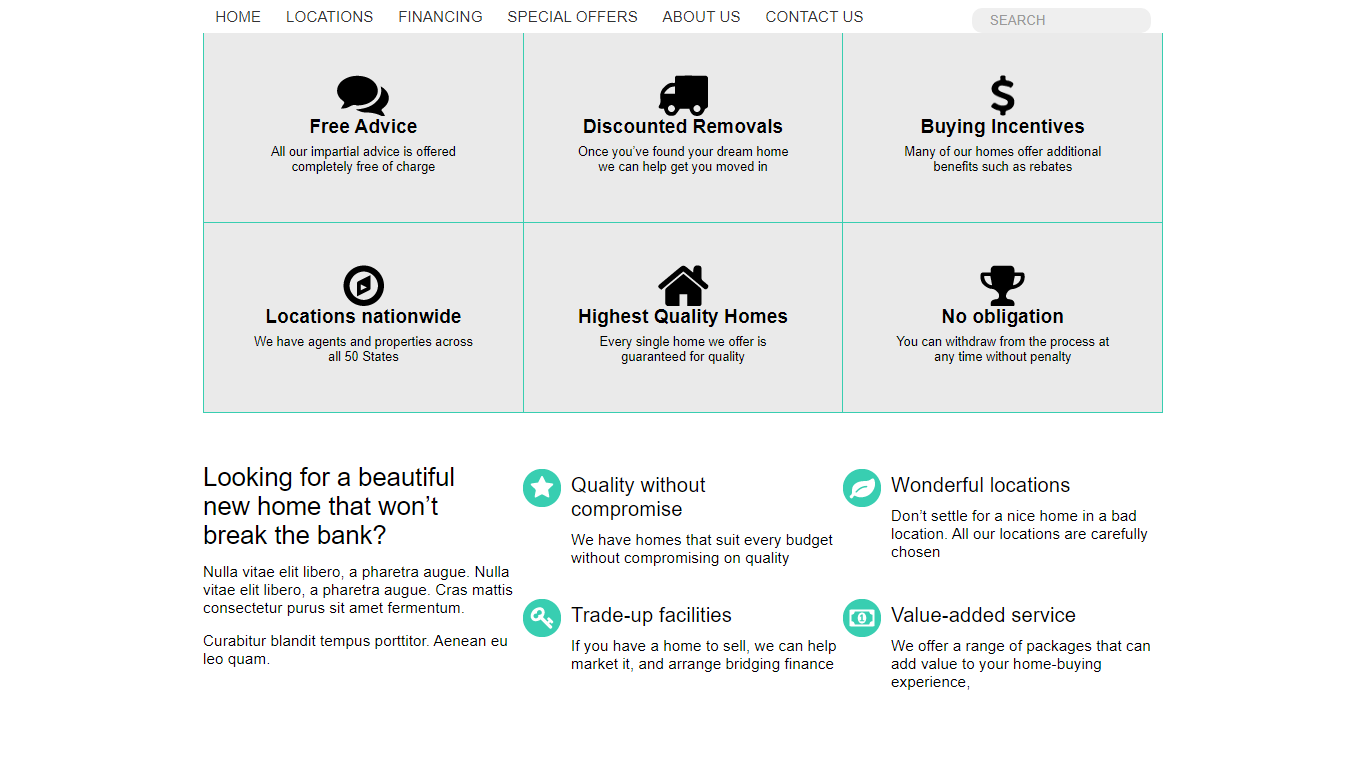 HOME LOCATIONS FINANCING SPECIAL OFFERS ABOUT US CONTACT US SEARCH
Free Advice
All our impartial advice is offered
completely free of charge
Discounted Removals
Once you’ve found your dream home
we can help get you moved in
Buying Incentives
Many of our homes offer additional
benefits such as rebates
Locations nationwide
We have agents and properties across
all 50 States
Highest Quality Homes
Every single home we offer is
guaranteed for quality
No obligation
You can withdraw from the process at
any time without penalty
Looking for a beautiful
new home that won’t
break the bank?
Nulla vitae elit libero, a pharetra augue. Nulla
vitae elit libero, a pharetra augue. Cras mattis
consectetur purus sit amet fermentum.
Curabitur blandit tempus porttitor. Aenean eu
leo quam.
Quality without
compromise
We have homes that suit every budget
without compromising on quality
Wonderful locations
Don’t settle for a nice home in a bad
location. All our locations are carefully
chosen
Trade-up facilities
If you have a home to sell, we can help
market it, and arrange bridging finance
Value-added service
We offer a range of packages that can
add value to your home-buying
experience,